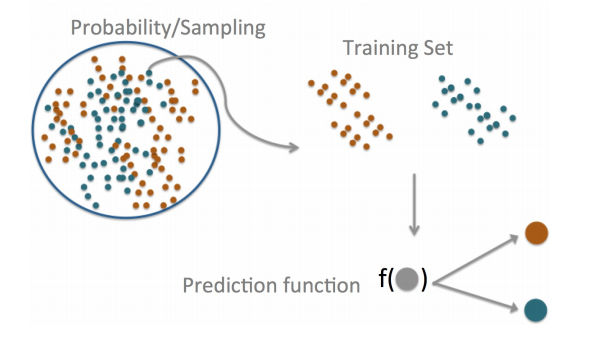 Probability/Sampling
Training Set
Prediction function
f( )